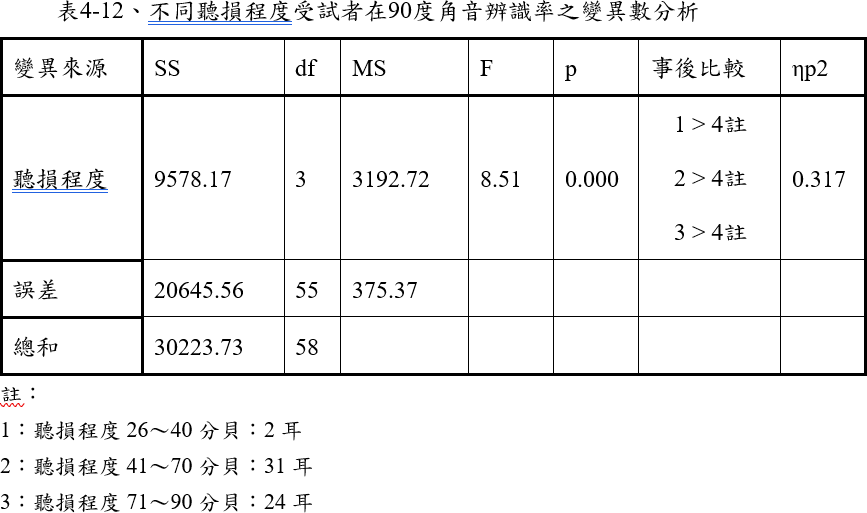 表4-12、不同聽損程度受試者在90度角音辨識率之變異數分析
變異來源 SS df MS F p 事後比較 ηp2
聽損程度 9578.17 3 3192.72 8.51 0.000 1 > 4註 0.317
2 > 4註
3 > 4註
誤差 20645.56 55 375.37
總和 30223.73 58
註：
1：聽損程度 26～40 分貝：2 耳
2：聽損程度 41～70 分貝：31 耳
3：聽損程度 71～90 分貝：24 耳